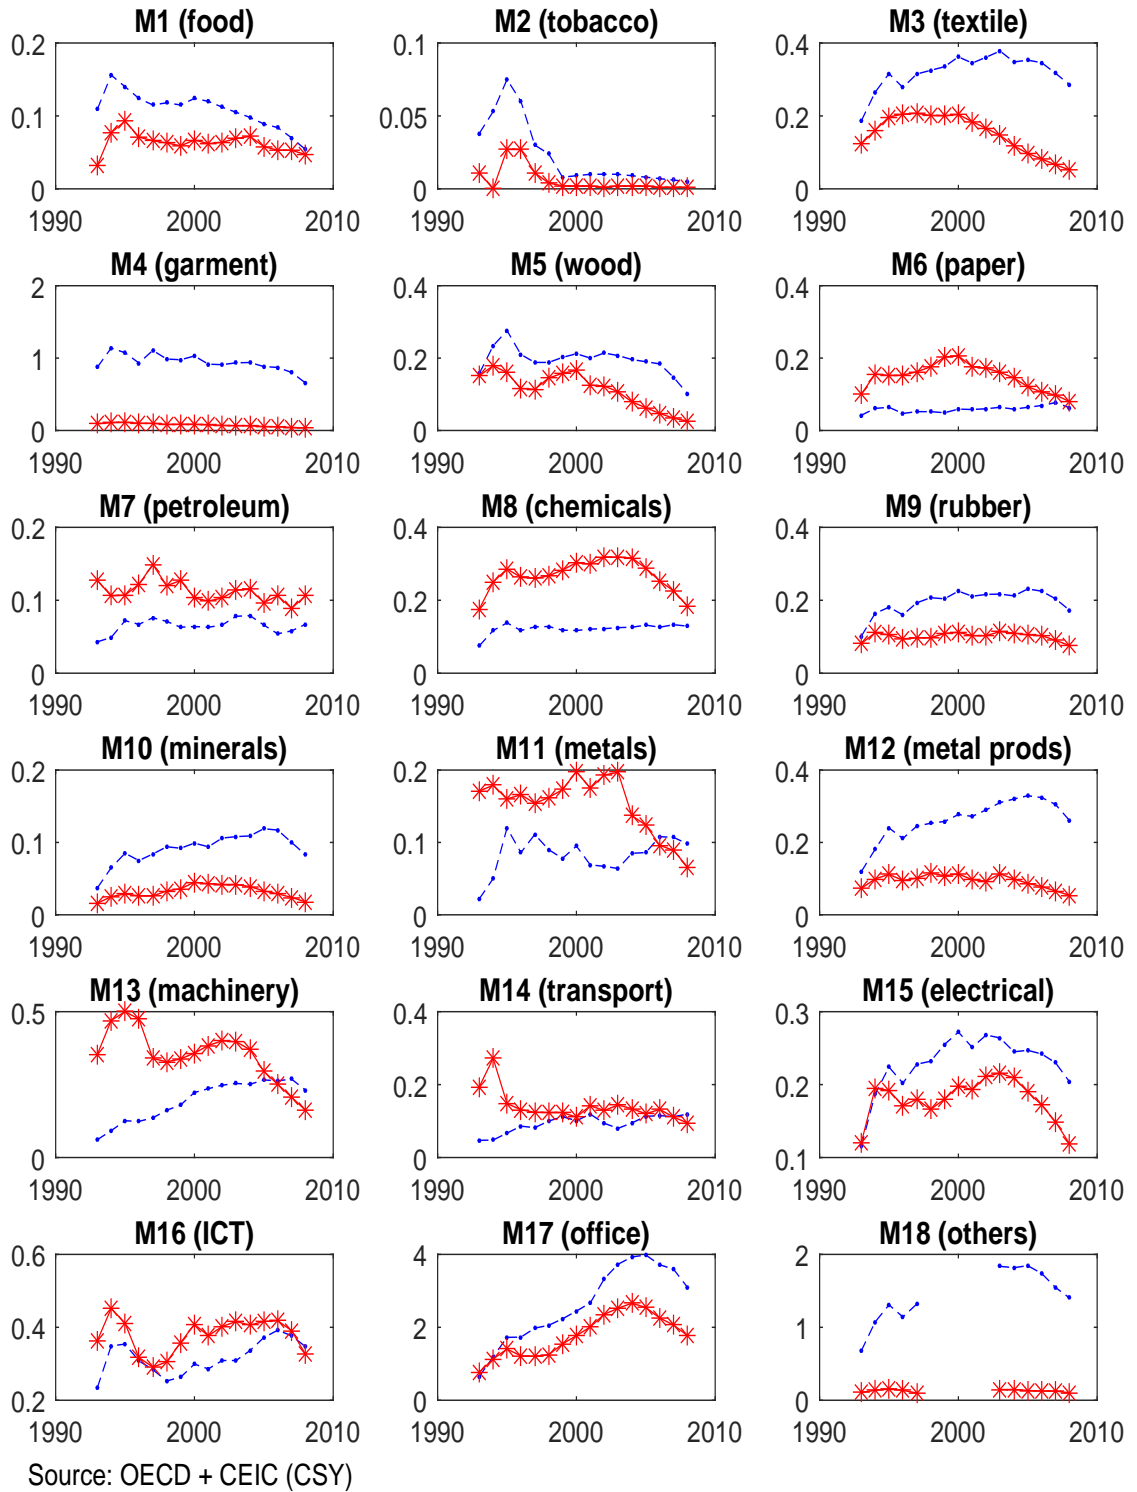 M1 (food) M2 (tobacco) M3 (textile)
0.2 0.1 0.4
0.1 0.05 0.2
0 0 0
1990 2000 2010 1990 2000 2010 1990 2000 2010
M4 (garment) M5 (wood) M6 (paper)
2 0.4 0.4
1 0.2 0.2
0 0 0
1990 2000 2010 1990 2000 2010 1990 2000 2010
M7 (petroleum) M8 (chemicals) M9 (rubber)
0.2 0.4 0.4
0.1 0.2 0.2
0 0 0
1990 2000 2010 1990 2000 2010 1990 2000 2010
M10 (minerals) M11 (metals) M12 (metal prods)
0.2 0.2 0.4
0.1 0.1 0.2
0 0 0
1990 2000 2010 1990 2000 2010 1990 2000 2010
M13 (machinery) M14 (transport) M15 (electrical)
0.5 0.4 0.3
0.2 0.2
0 0 0.1
1990 2000 2010 1990 2000 2010 1990 2000 2010
M16 (ICT) M17 (office) M18 (others)
0.6 4 2
0.4 2 1
0.2 0 0
1990 2000 2010 1990 2000 2010 1990 2000 2010
Source: OECD + CEIC (CSY)